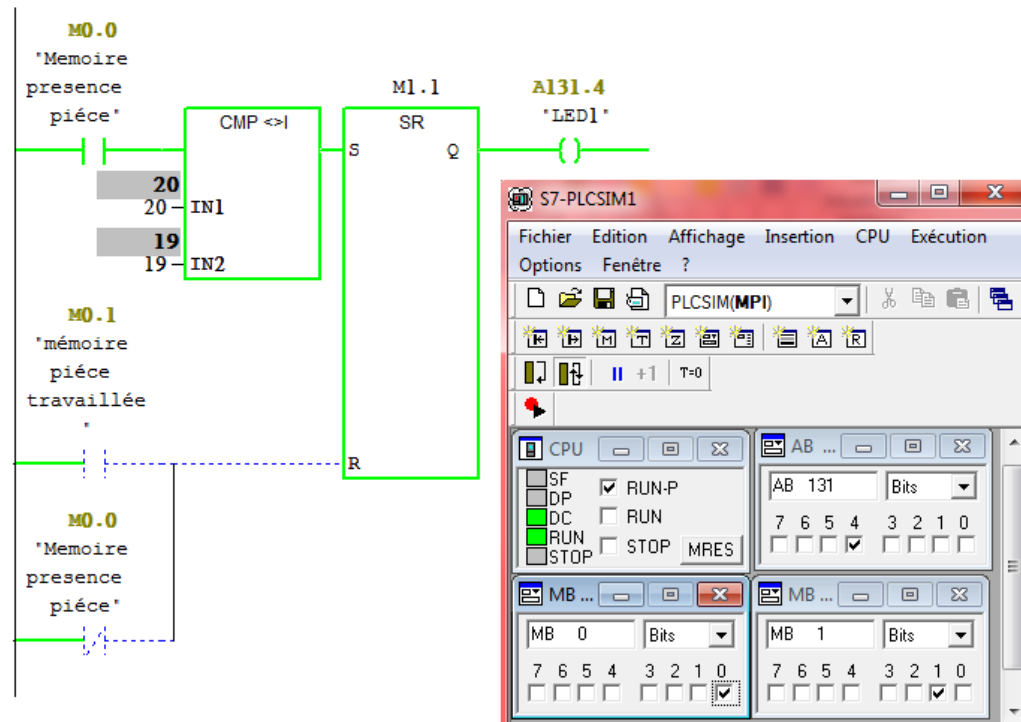 M0.0
"Memoire
presence
piéce"
CMP <>I
20
20
IN1
19
19
IN2
M1.1
SR
S
Q
R
A131.4
"LED1"
M0.1
"mémoire
piéce
travaillée
"
M0.0
"Memoire
presence
piéce"
S7-PLCSIM1
Fichier Edition Affichage Insertion CPU Exécution
Options Fenêtre ?
PLCSIM(MPI)
+1 T=0
CPU
SF
DP
DC
RUN
STOP
RUN-P
RUN
STOP MRES
AB ...
AB 131 Bits
7 6 5 4 3 2 1 0
MB ...
MB 0 Bits
7 6 5 4 3 2 1 0
MB ...
MB 1 Bits
7 6 5 4 3 2 1 0